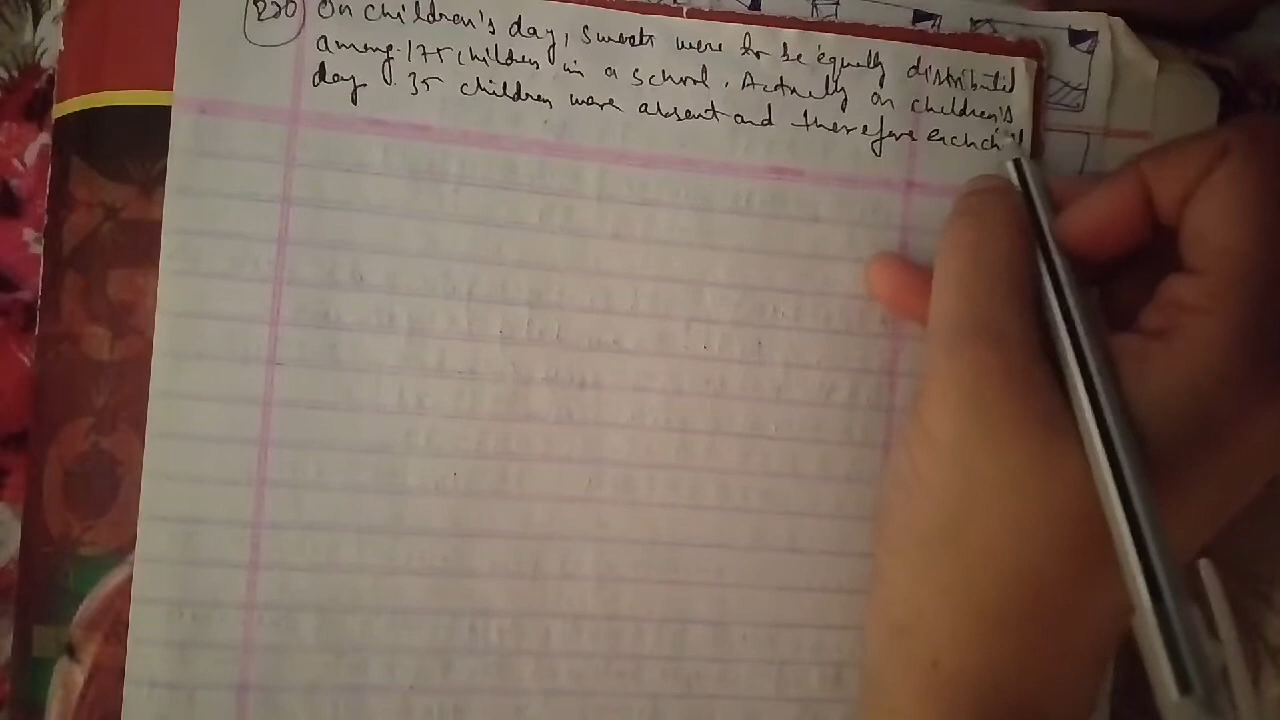 220 On children's day, sweets were to be equally distributed
among 175 children in a school. Actually on children's
day 35 children were absent and therefore each chi